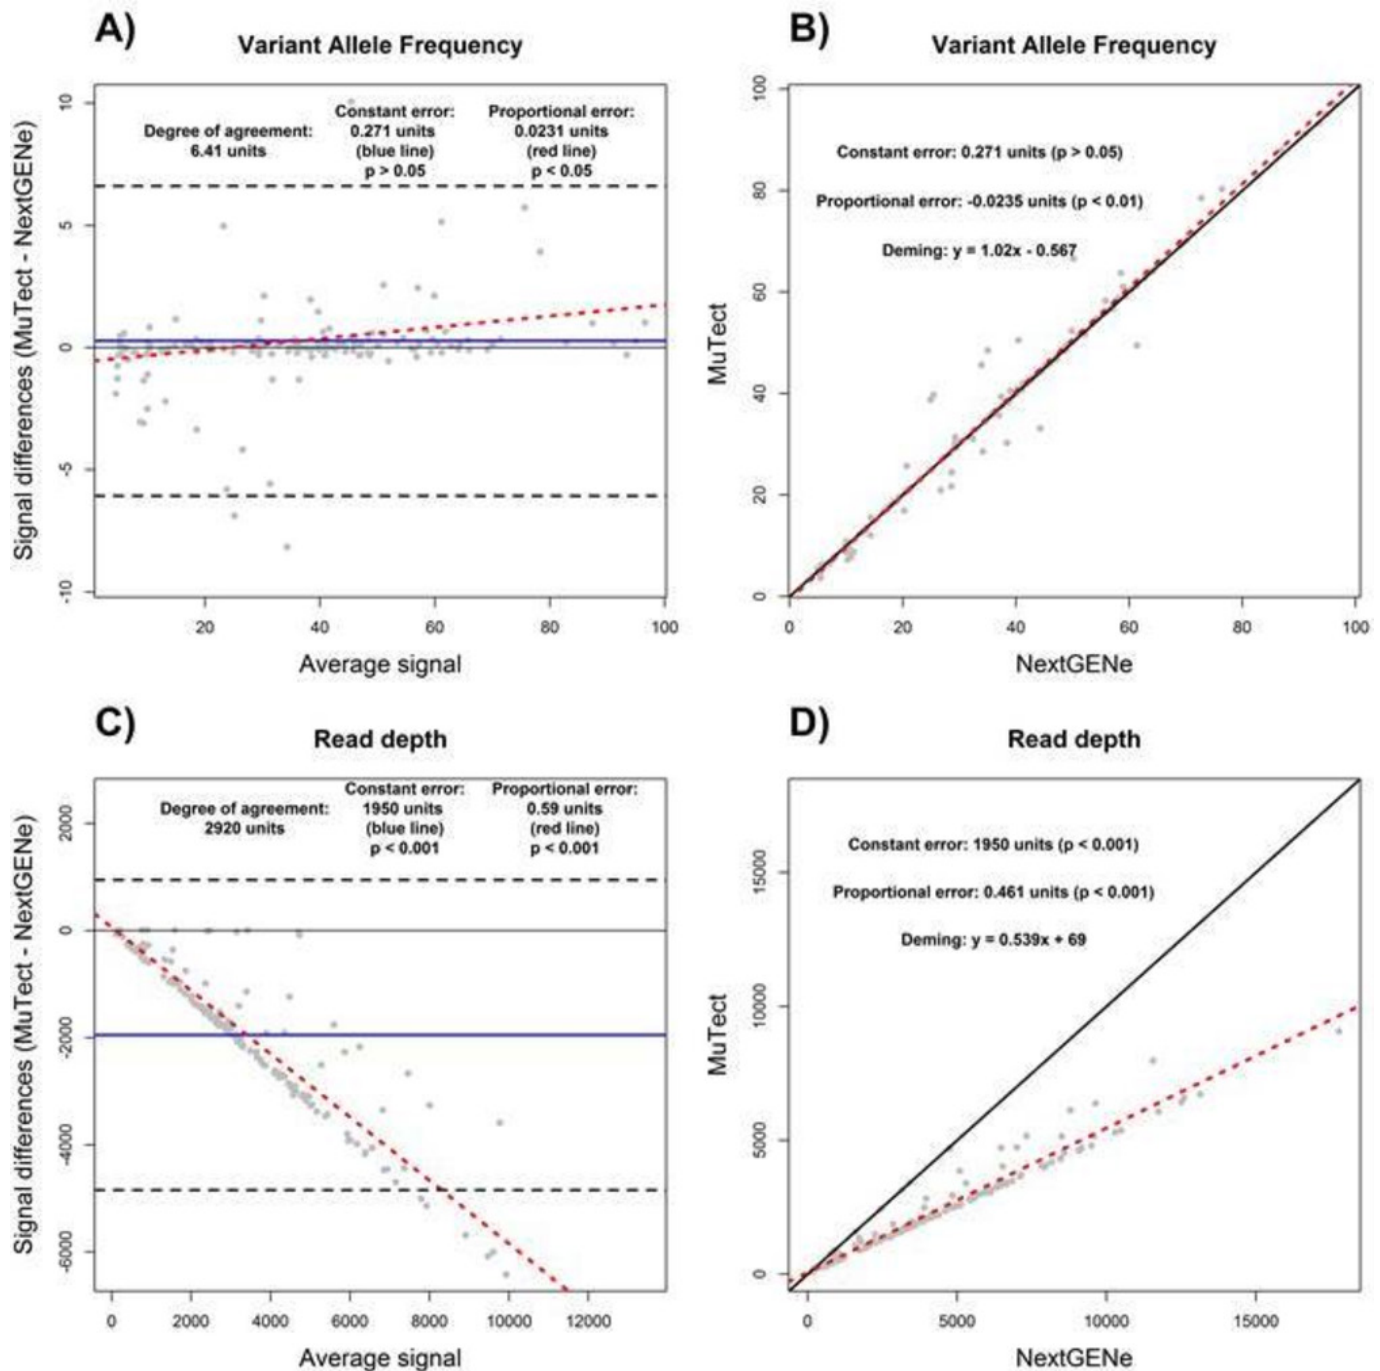 A)
Variant Allele Frequency
Signal differences (MuTect - NextGENe)
10
5
0
-5
-10
Degree of agreement:
6.41 units
Constant error:
0.271 units
(blue line)
p > 0.05
Proportional error:
0.0231 units
(red line)
p < 0.05
20
40
60
80
100
Average signal
B)
Variant Allele Frequency
MuTect
100
80
60
40
20
0
Constant error: 0.271 units (p > 0.05)
Proportional error: -0.0235 units (p < 0.01)
Deming: y = 1.02x - 0.567
0
20
40
60
80
100
NextGENe
C)
Read depth
Signal differences (MuTect - NextGENe)
2000
0
-2000
-4000
-6000
Degree of agreement:
2920 units
Constant error:
1950 units
(blue line)
p < 0.001
Proportional error:
0.59 units
(red line)
p < 0.001
0
2000
4000
6000
8000
10000
12000
Average signal
D)
Read depth
MuTect
15000
10000
5000
0
Constant error: 1950 units (p < 0.001)
Proportional error: 0.461 units (p < 0.001)
Deming: y = 0.539x + 69
0
5000
10000
15000
NextGENe